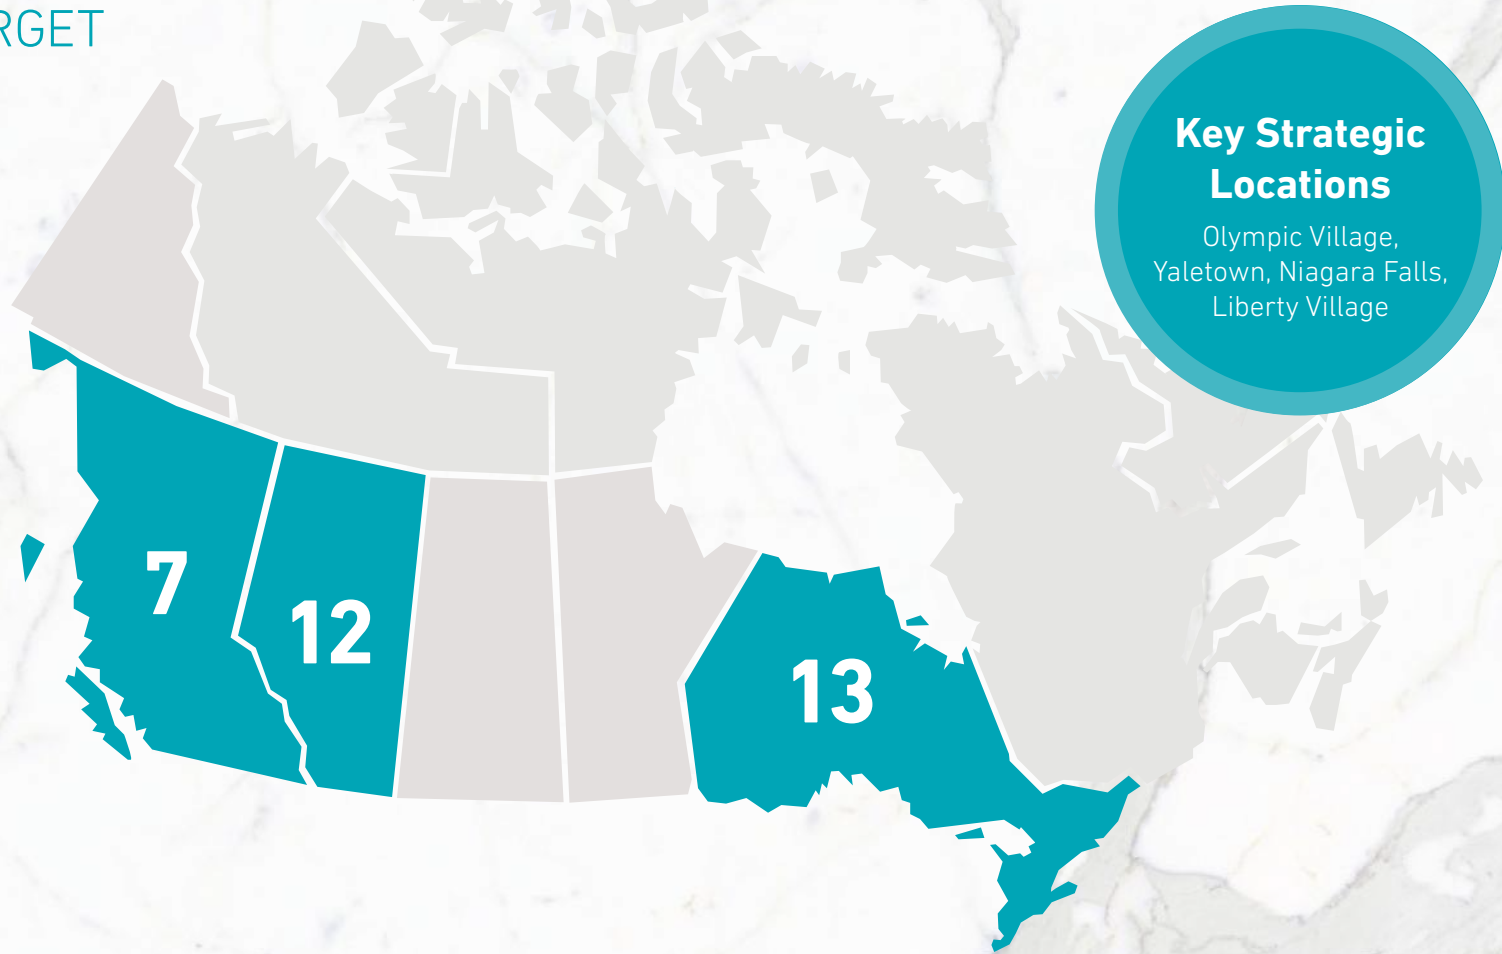 RGET
Key Strategic
Locations
Olympic Village,
Yaletown, Niagara Falls,
Liberty Village
7
12
13